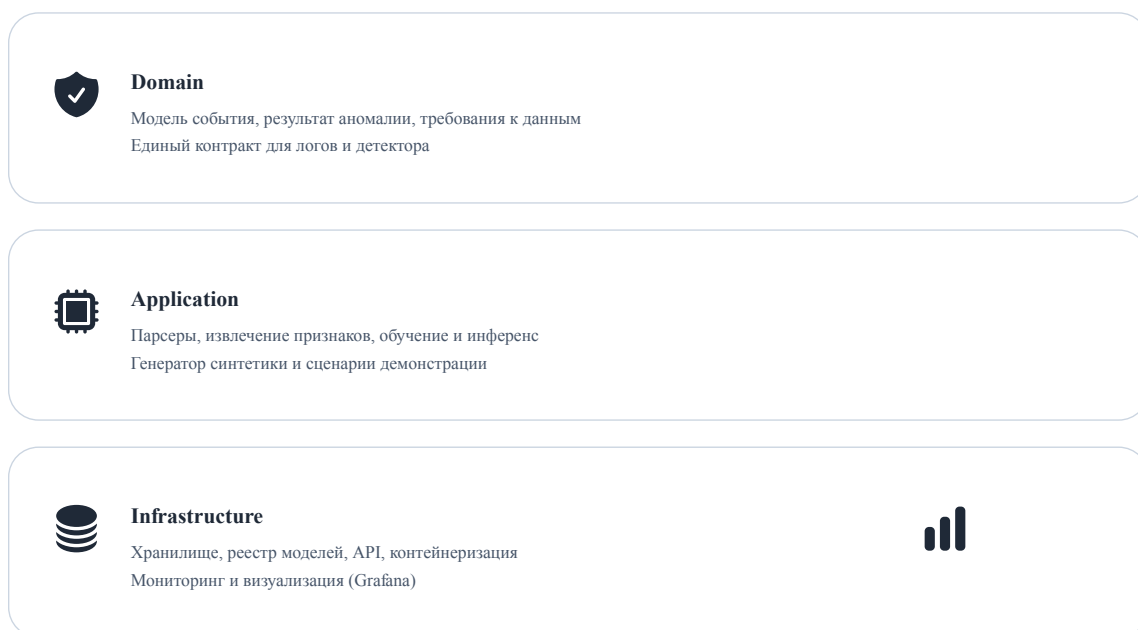 Domain
Модель события, результат аномалии, требования к данным
Единый контракт для логов и детектора
Application
Парсеры, извлечение признаков, обучение и инференс
Генератор синтетики и сценарии демонстрации
Infrastructure
Хранилище, реестр моделей, API, контейнеризация
Мониторинг и визуализация (Grafana)